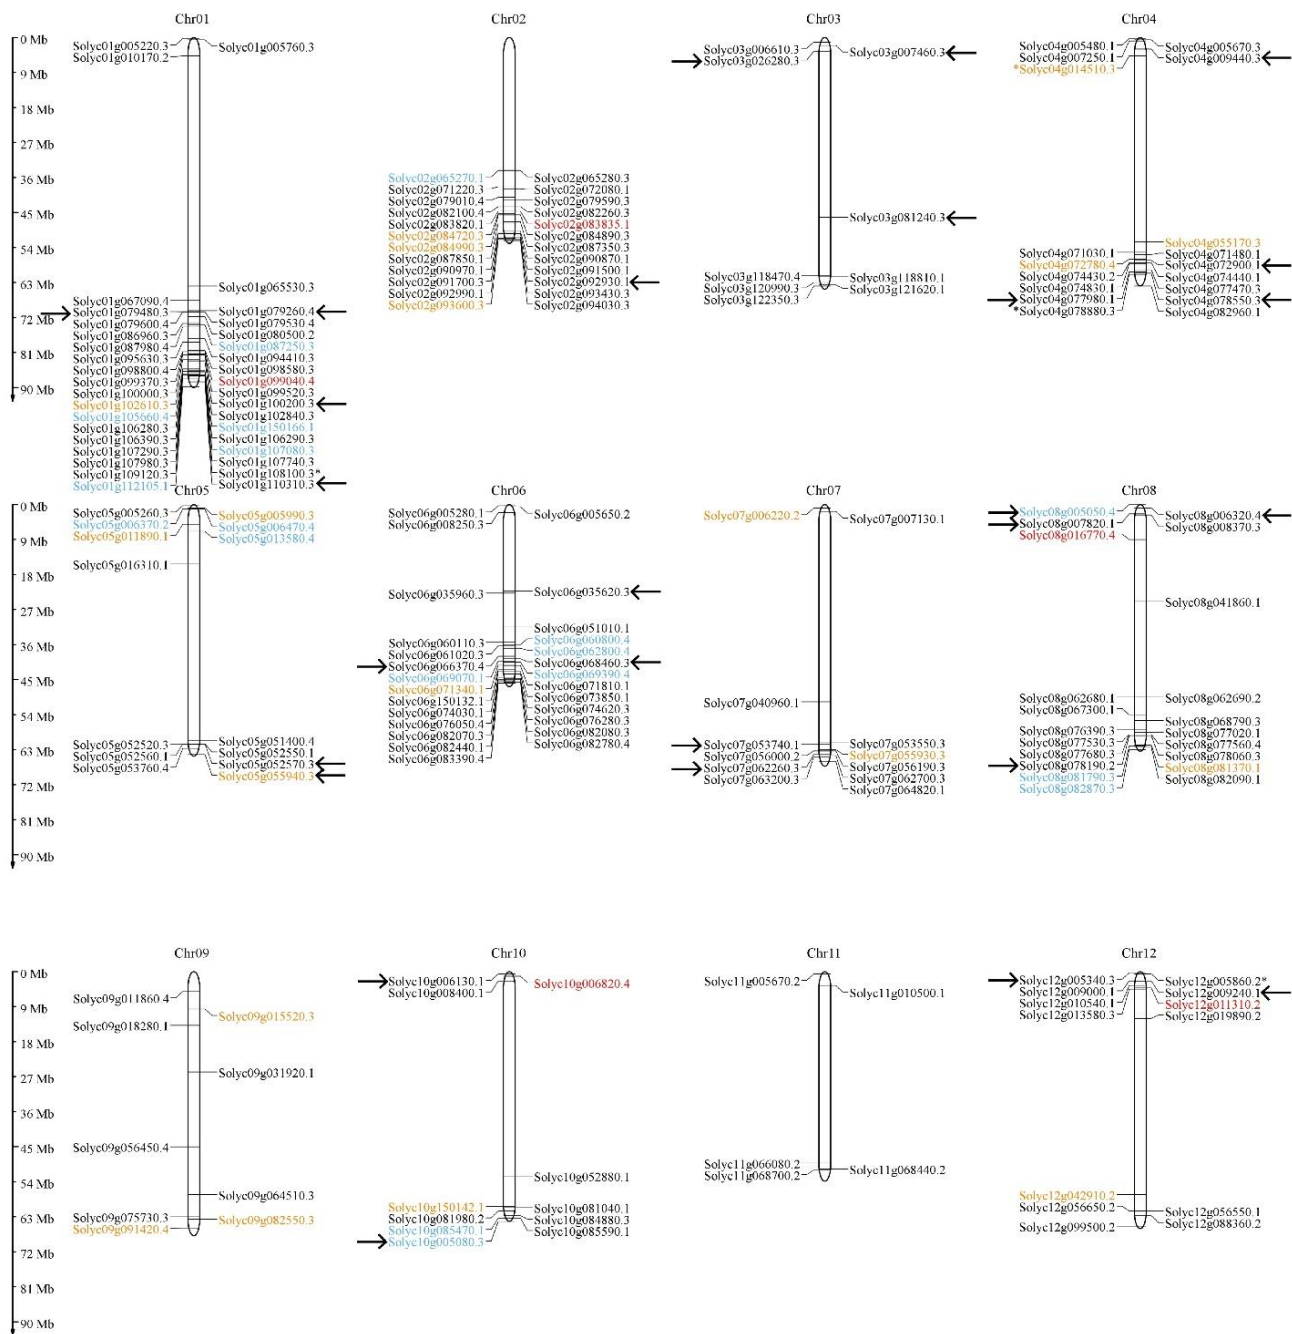 Chr01
Chr02
Chr03
Chr04
0 Mb
9 Mb
18 Mb
27 Mb
36 Mb
45 Mb
54 Mb
63 Mb
72 Mb
81 Mb
90 Mb
Solyc01g005220.3
Solyc01g010170.2
Solyc01g067090.4
Solyc01g079480.3
Solyc01g079600.4
Solyc01g086960.3
Solyc01g087980.4
Solyc01g095630.3
Solyc01g098800.4
Solyc01g099370.3
Solyc01g100000.3
Solyc01g102610.3
Solyc01g105660.4
Solyc01g106280.3
Solyc01g106390.3
Solyc01g107290.3
Solyc01g107980.3
Solyc01g109120.3
Solyc01g112105.1
Solyc01g005760.3
Solyc01g065530.3
Solyc01g079260.4
Solyc01g079530.4
Solyc01g080500.2
Solyc01g087250.3
Solyc01g094410.3
Solyc01g098580.3
Solyc01g099040.4
Solyc01g099520.3
Solyc01g100200.3
Solyc01g102840.3
Solyc01g150166.1
Solyc01g106290.3
Solyc01g107080.3
Solyc01g107740.3
Solyc01g108100.3*
Solyc01g110310.3
Solyc02g065270.1
Solyc02g071220.3
Solyc02g079010.4
Solyc02g082100.4
Solyc02g083820.1
Solyc02g084720.3
Solyc02g084990.3
Solyc02g087850.1
Solyc02g090970.1
Solyc02g091700.3
Solyc02g092990.1
Solyc02g093600.3
Solyc02g065280.3
Solyc02g072080.1
Solyc02g079590.3
Solyc02g082260.3
Solyc02g083835.1
Solyc02g084890.3
Solyc02g087350.3
Solyc02g090870.1
Solyc02g091500.1
Solyc02g092930.1
Solyc02g093430.3
Solyc02g094030.3
Solyc03g006610.3
Solyc03g026280.3
Solyc03g118470.4
Solyc03g120990.3
Solyc03g122350.3
Solyc03g007460.3
Solyc03g081240.3
Solyc03g118810.1
Solyc03g121620.1
Solyc04g005480.1
Solyc04g007250.1
*Solyc04g014510.3
Solyc04g071030.1
Solyc04g072780.4
Solyc04g074430.2
Solyc04g074830.1
Solyc04g077980.1
*Solyc04g078880.3
Solyc04g005670.3
Solyc04g009440.3
Solyc04g055170.3
Solyc04g071480.1
Solyc04g072900.1
Solyc04g074440.1
Solyc04g077470.3
Solyc04g078550.3
Solyc04g082960.1
Chr05
Chr06
Chr07
Chr08
0 Mb
9 Mb
18 Mb
27 Mb
36 Mb
45 Mb
54 Mb
63 Mb
72 Mb
81 Mb
90 Mb
Solyc05g005260.3
Solyc05g006370.2
Solyc05g011890.1
Solyc05g016310.1
Solyc05g052520.3
Solyc05g052560.1
Solyc05g053760.4
Solyc05g005990.3
Solyc05g006470.4
Solyc05g013580.4
Solyc05g051400.4
Solyc05g052550.1
Solyc05g052570.3
Solyc05g055940.3
Solyc06g005280.1
Solyc06g008250.3
Solyc06g035960.3
Solyc06g060110.3
Solyc06g061020.3
Solyc06g066370.4
Solyc06g069070.1
Solyc06g071340.1
Solyc06g150132.1
Solyc06g074030.1
Solyc06g076050.4
Solyc06g082070.3
Solyc06g082440.1
Solyc06g083390.4
Solyc06g005650.2
Solyc06g035620.3
Solyc06g051010.1
Solyc06g060800.4
Solyc06g062800.4
Solyc06g068460.3
Solyc06g069390.4
Solyc06g071810.1
Solyc06g073850.1
Solyc06g074620.3
Solyc06g076280.3
Solyc06g082080.3
Solyc06g082780.4
Solyc07g006220.2
Solyc07g040960.1
Solyc07g053740.1
Solyc07g056000.2
Solyc07g062260.3
Solyc07g063200.3
Solyc07g007130.1
Solyc07g053550.3
Solyc07g055930.3
Solyc07g056190.3
Solyc07g062700.3
Solyc07g064820.1
Solyc08g005050.4
Solyc08g007820.1
Solyc08g016770.4
Solyc08g062680.1
Solyc08g067300.1
Solyc08g076390.3
Solyc08g077530.3
Solyc08g077680.3
Solyc08g078190.2
Solyc08g081790.3
Solyc08g082870.3
Solyc08g006320.4
Solyc08g008370.3
Solyc08g041860.1
Solyc08g062690.2
Solyc08g068790.3
Solyc08g077020.1
Solyc08g077560.4
Solyc08g078060.3
Solyc08g081370.1
Solyc08g082090.1
Chr09
Chr10
Chr11
Chr12
0 Mb
9 Mb
18 Mb
27 Mb
36 Mb
45 Mb
54 Mb
63 Mb
72 Mb
81 Mb
90 Mb
Solyc09g011860.4
Solyc09g018280.1
Solyc09g056450.4
Solyc09g075730.3
Solyc09g091420.4
Solyc09g015520.3
Solyc09g031920.1
Solyc09g064510.3
Solyc09g082550.3
Solyc10g006130.1
Solyc10g008400.1
Solyc10g150142.1
Solyc10g081980.2
Solyc10g085470.1
Solyc10g005080.3
Solyc10g006820.4
Solyc10g052880.1
Solyc10g081040.1
Solyc10g084880.3
Solyc10g085590.1
Solyc11g005670.2
Solyc11g066080.2
Solyc11g068700.2
Solyc11g010500.1
Solyc11g068440.2
Solyc12g005340.3
Solyc12g009000.1
Solyc12g010540.1
Solyc12g013580.3
Solyc12g042910.2
Solyc12g056650.2
Solyc12g099500.2
Solyc12g005860.2*
Solyc12g009240.1
Solyc12g011310.2
Solyc12g019890.2
Solyc12g056550.1
Solyc12g088360.2